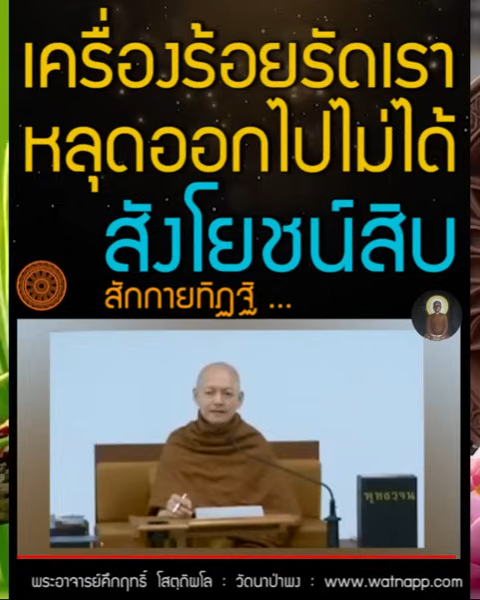 เครื่องร้อยรัดเรา
หลุดออกไปไม่ได้
สังโยชน์สิบ
สักกายทิฏฐิ ...
พุทธวจน
พระอาจารย์คึกฤทธิ์ โสตฺถิผโล : วัดนาป่าพง : www.watnapp.com